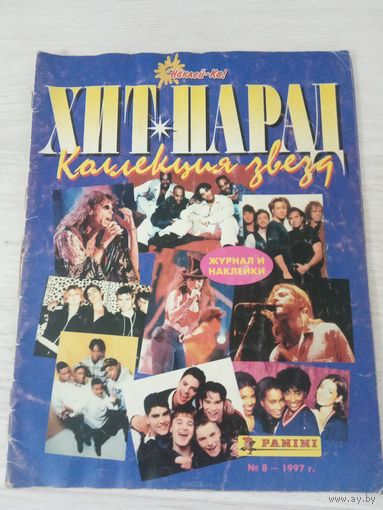 Наклей-Ка!
ХИТ ПАРАД
Коллекция звезд
ЖУРНАЛ И
НАКЛЕЙКИ
PANINI
№ 8 – 1997 г.
www.ay.by